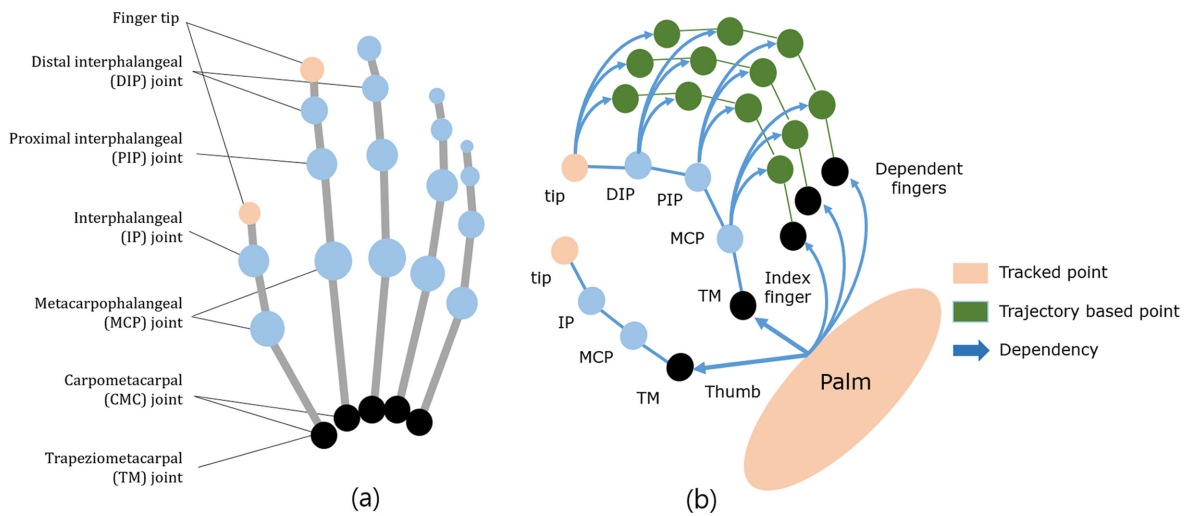 Finger tip
Distal interphalangeal
(DIP) joint
Proximal interphalangeal
(PIP) joint
Interphalangeal
(IP) joint
Metacarpophalangeal
(MCP) joint
Carpometacarpal
(CMC) joint
Trapeziometacarpal
(TM) joint
(a)
tip
DIP
PIP
MCP
TM
Index
finger
Dependent
fingers
tip
IP
MCP
TM
Thumb
Palm
Tracked point
Trajectory based point
Dependency
(b)